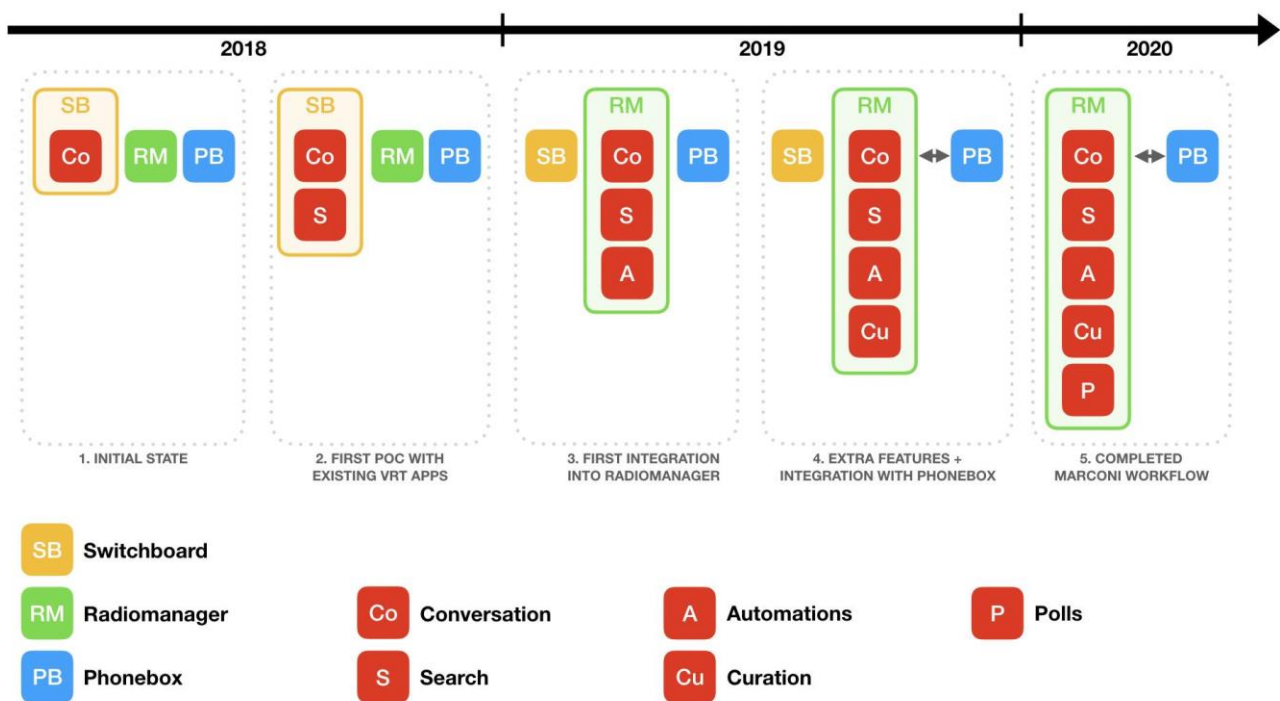 2018 2019 2020
SB SB RM RM RM
Co RM PB Co RM PB SB Co PB SB Co PB Co PB
S S S S
A A A
Cu Cu
P
1. INITIAL STATE
2. FIRST POC WITH
EXISTING VRT APPS
3. FIRST INTEGRATION
INTO RADIOMANAGER
4. EXTRA FEATURES +
INTEGRATION WITH PHONEBOX
5. COMPLETED
MARCONI WORKFLOW
SB Switchboard
RM Radiomanager Co Conversation A Automations P Polls
PB Phonebox S Search Cu Curation